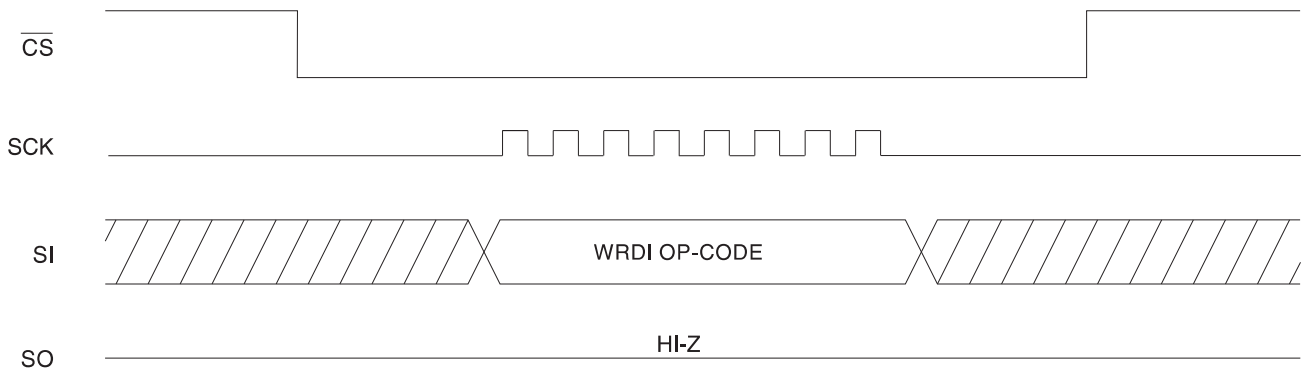 CS
SCK
SI
WRDI OP-CODE
HI-Z
SO